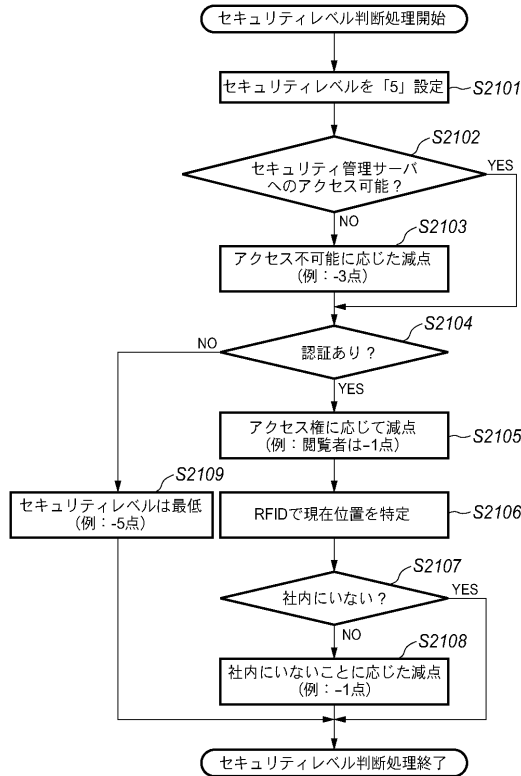 セキュリティレベル判断処理開始
セキュリティレベルを「5」設定
S2101
S2102
セキュリティ管理サーバ
へのアクセス可能？
YES
NO
S2103
アクセス不可能に応じた減点
(例：-3点)
S2104
認証あり？
NO
YES
アクセス権に応じて減点
(例：閲覧者は-1点)
S2105
S2109
セキュリティレベルは最低
(例：-5点)
RFIDで現在位置を特定
S2106
S2107
社内にいない？
YES
NO
S2108
社内にいないことに応じた減点
(例：-1点)
セキュリティレベル判断処理終了